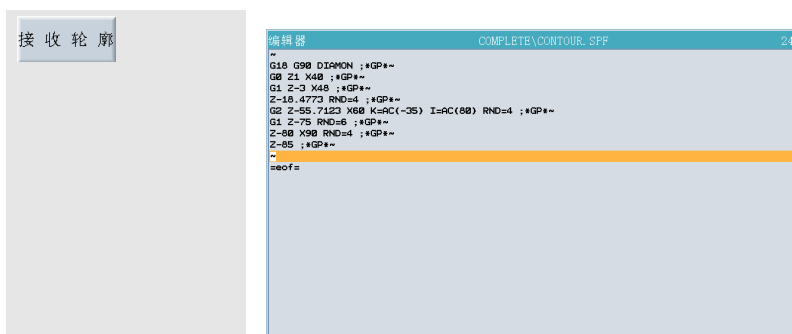 接收轮廓
编辑器 COMPLETE\CONTOUR.SPF 24
~
G18 G90 DIAMON ;*GP*~
G0 Z1 X40 ;*GP*~
G1 Z-3 X48 ;*GP*~
Z-18.4773 RND=4 ;*GP*~
G2 Z-55.7123 X60 K=AC(-35) I=AC(80) RND=4 ;*GP*~
G1 Z-75 RND=6 ;*GP*~
Z-80 X90 RND=4 ;*GP*~
Z-85 ;*GP*~
~
=eof=